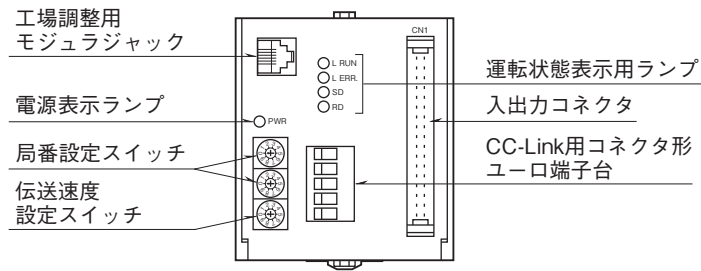 工場調整用
モジュラジャック
電源表示ランプ
局番設定スイッチ
伝送速度
設定スイッチ
CN1
L RUN
L ERR.
SD
RD
PWR
運転状態表示用ランプ
入出力コネクタ
CC-Link用コネクタ形
ユーロ端子台